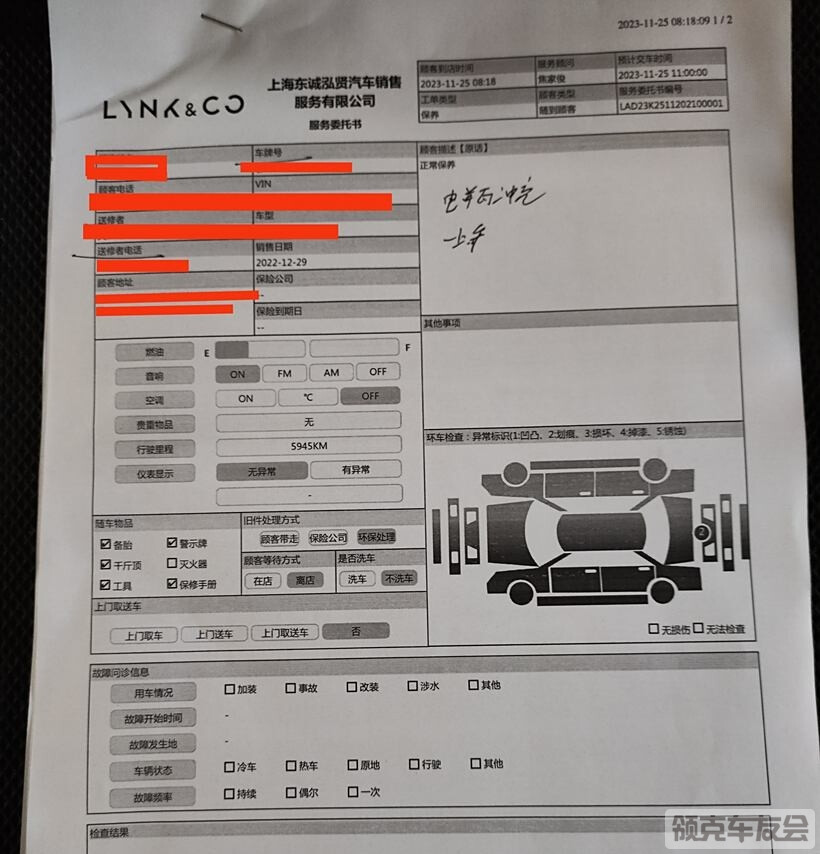 2023-11-25 08:18:09 1 / 2
LYNK & CO
上海东诚泓贤汽车销售
服务有限公司
服务委托书
顾客到店时间
服务顾问
预计交车时间
2023-11-25 08:18
焦家俊
2023-11-25 11:00:00
工单类型
顾客类型
服务委托书编号
保养
随到顾客
LAD23K2511202100001
车牌号
顾客电话
VIN
送修者
车型
送修者电话
销售日期
2022-12-29
顾客地址
保险公司
--
保险到期日
--
顾客描述【原话】
正常保养
其他事项
燃油
E
F
音响
ON
FM
AM
OFF
空调
ON
℃
OFF
贵重物品
无
行驶里程
5945KM
仪表显示
无异常
有异常
-
环车检查:异常标识(1:凹凸、2:划痕、3:损坏、4:掉漆、5:锈蚀)
2
无损伤
无法检查
随车物品
备胎
警示牌
千斤顶
灭火器
工具
保修手册
旧件处理方式
顾客带走
保险公司
环保处理
顾客等待方式
是否洗车
在店
离店
洗车
不洗车
上门取送车
上门取车
上门送车
上门取送车
否
故障问诊信息
用车情况
加装
事故
改装
涉水
其他
故障开始时间
-
故障发生地
-
车辆状态
冷车
热车
原地
行驶
其他
故障频率
持续
偶尔
一次
检查结果
领克车友会